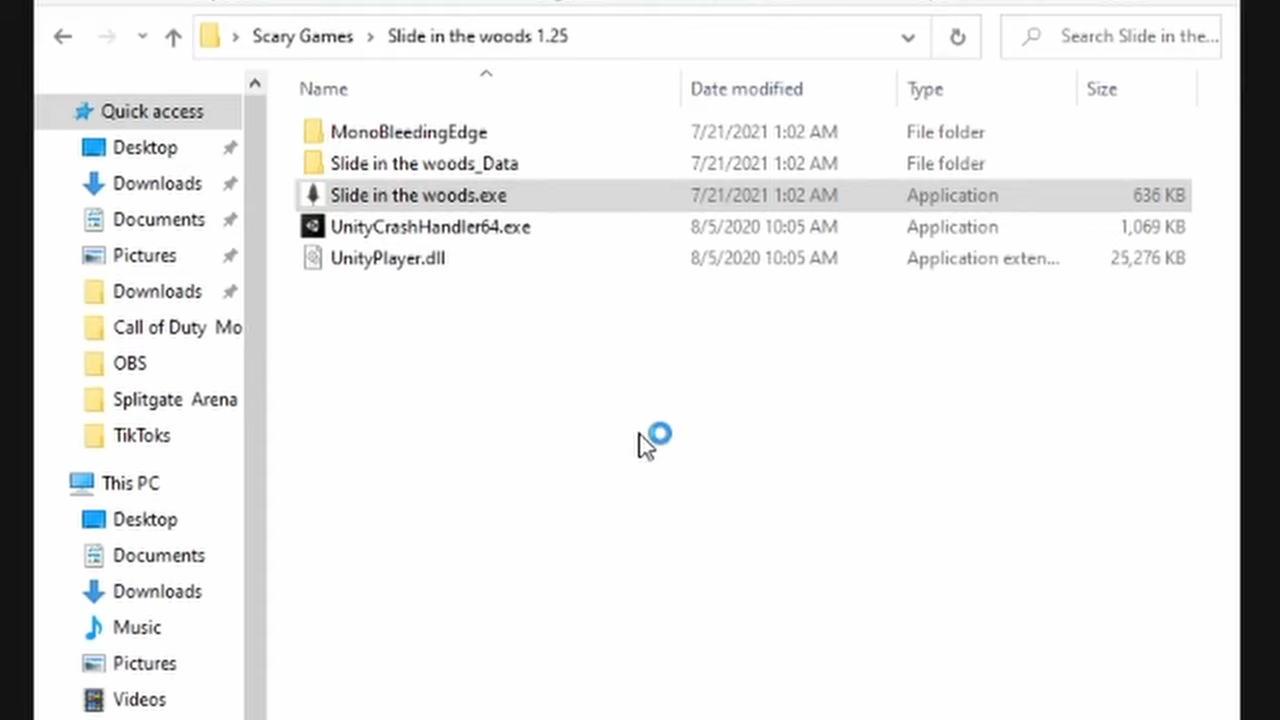 Scary Games > Slide in the woods 1.25
Search Slide in the...
Name Date modified Type Size
Quick access
Desktop
Downloads
Documents
Pictures
Downloads
Call of Duty Mo
OBS
Splitgate Arena
TikToks
This PC
Desktop
Documents
Downloads
Music
Pictures
Videos
MonoBleedingEdge 7/21/2021 1:02 AM File folder
Slide in the woods_Data 7/21/2021 1:02 AM File folder
Slide in the woods.exe 7/21/2021 1:02 AM Application 636 KB
UnityCrashHandler64.exe 8/5/2020 10:05 AM Application 1,069 KB
UnityPlayer.dll 8/5/2020 10:05 AM Application exten... 25,276 KB